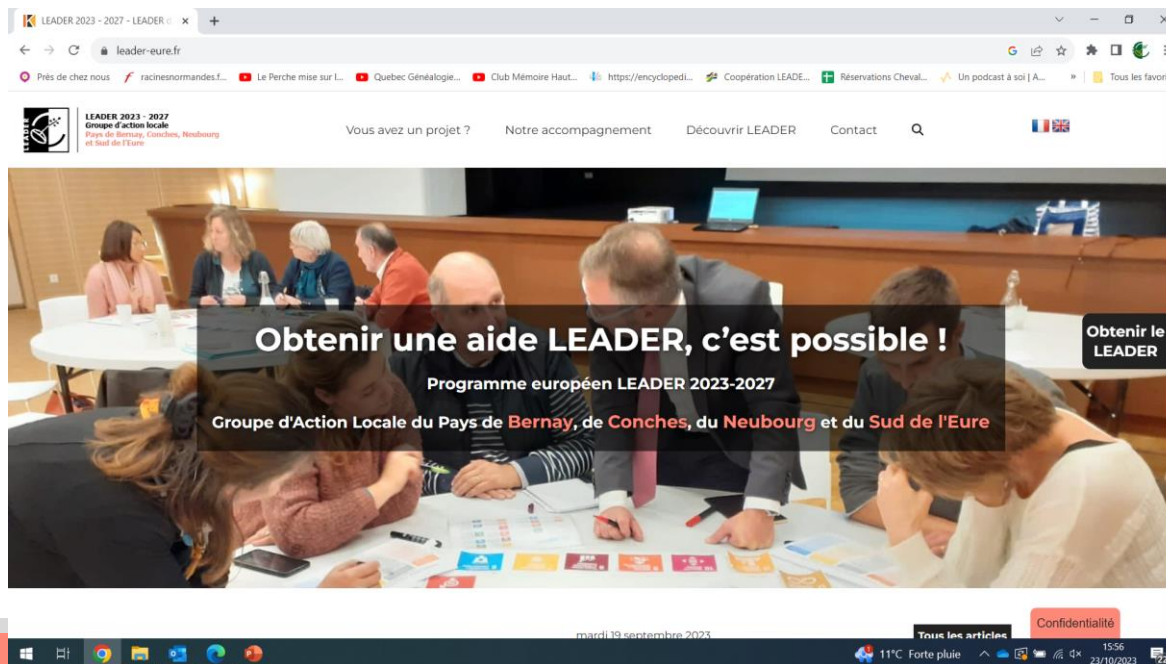 LEADER 2023 - 2027 - LEADER
leader-eure.fr
Près de chez nous
racinesnormandes.f...
Le Perche mise sur l...
Quebec Généalogie...
Club Mémoire Haut...
https://encyclopedi...
Coopération LEADE...
Réservations Cheval...
Un podcast à soi | A...
»
Tous les favori
LEADER
LEADER 2023 - 2027
Groupe d'action locale
Pays de Bernay, Conches, Neubourg
et Sud de l'Eure
Vous avez un projet ?
Notre accompagnement
Découvrir LEADER
Contact
Obtenir une aide LEADER, c'est possible !
Programme européen LEADER 2023-2027
Groupe d'Action Locale du Pays de Bernay, de Conches, du Neubourg et du Sud de l'Eure
Obtenir le
LEADER
mardi 19 septembre 2023
Tous les articles
Confidentialité
11°C Forte pluie
15:56
23/10/2023